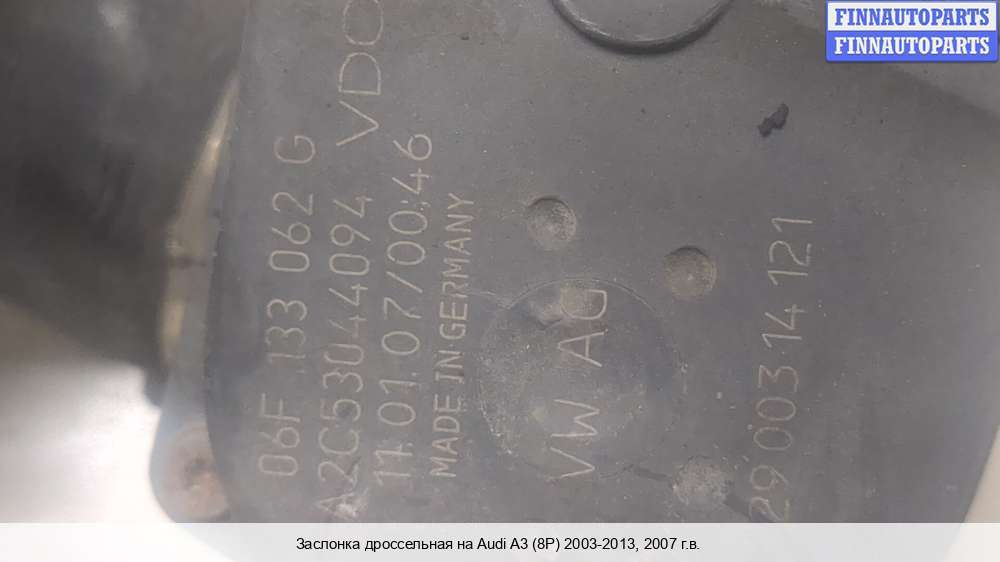 FINNAUTOPARTS
FINNAUTOPARTS
06F 133 062 G
A2C53044094 VDO
11.01.07/00:46
MADE IN GERMANY
VW AG
29 003 14 121
Заслонка дроссельная на Audi A3 (8P) 2003-2013, 2007 г.в.